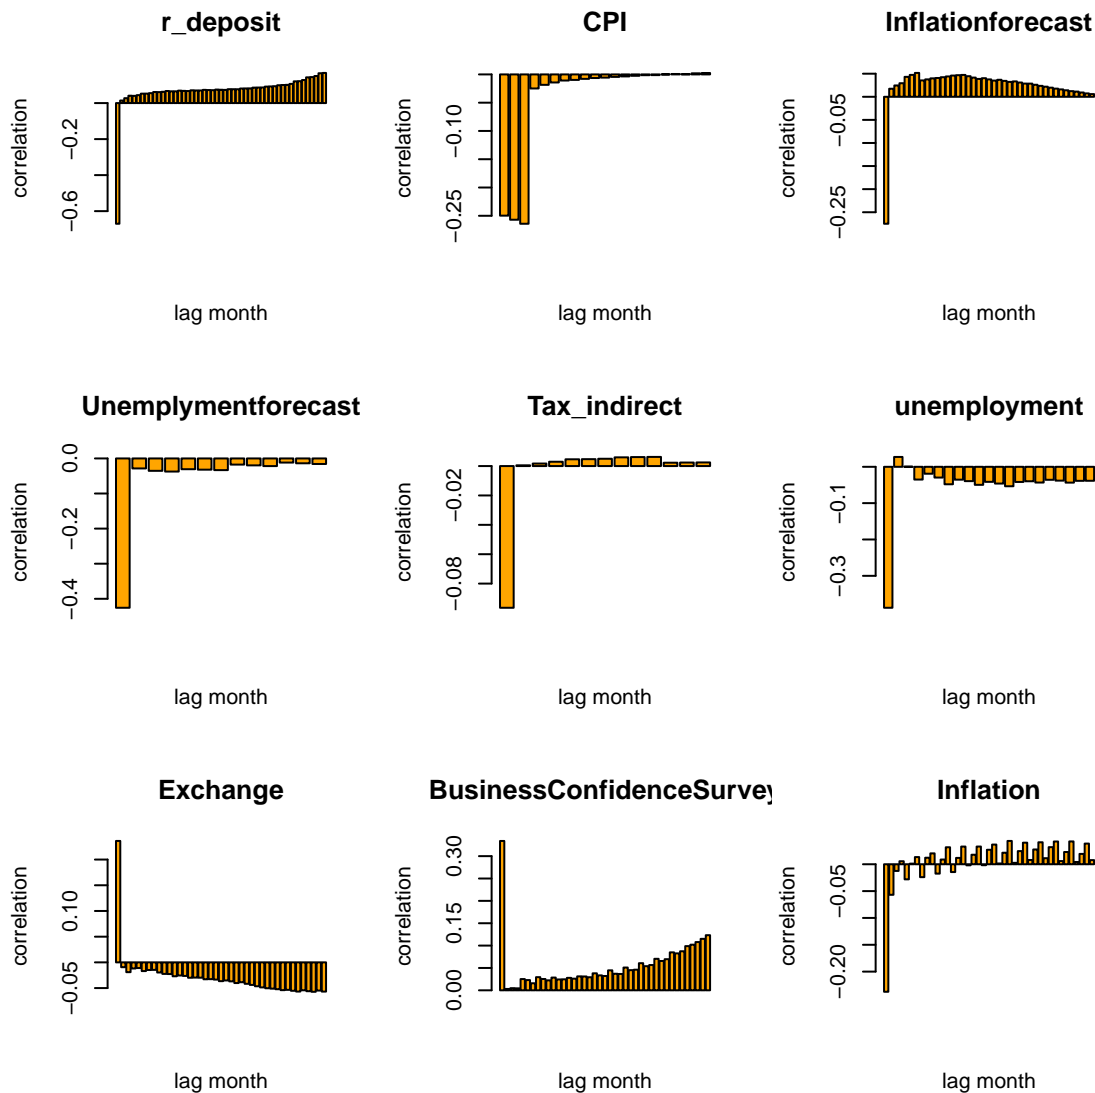 r_deposit
correlation
−0.2
−0.6
lag month
CPI
correlation
−0.10
−0.25
lag month
Inflationforecast
correlation
−0.05
−0.25
lag month
Unemplymentforecast
correlation
0.0
−0.2
−0.4
lag month
Tax_indirect
correlation
−0.02
−0.08
lag month
unemployment
correlation
−0.1
−0.3
lag month
Exchange
correlation
0.10
−0.05
lag month
BusinessConfidenceSurvey
correlation
0.30
0.15
0.00
lag month
Inflation
correlation
−0.05
−0.20
lag month